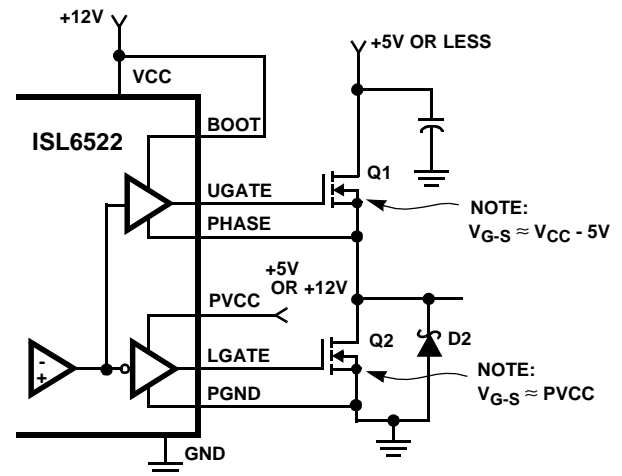 +12V
+5V OR LESS
VCC
BOOT
ISL6522
Q1
UGATE
NOTE:
VG-S ≈ VCC - 5V
PHASE
+5V
OR +12V
PVCC
Q2
D2
LGATE
NOTE:
VG-S ≈ PVCC
PGND
-
+
GND